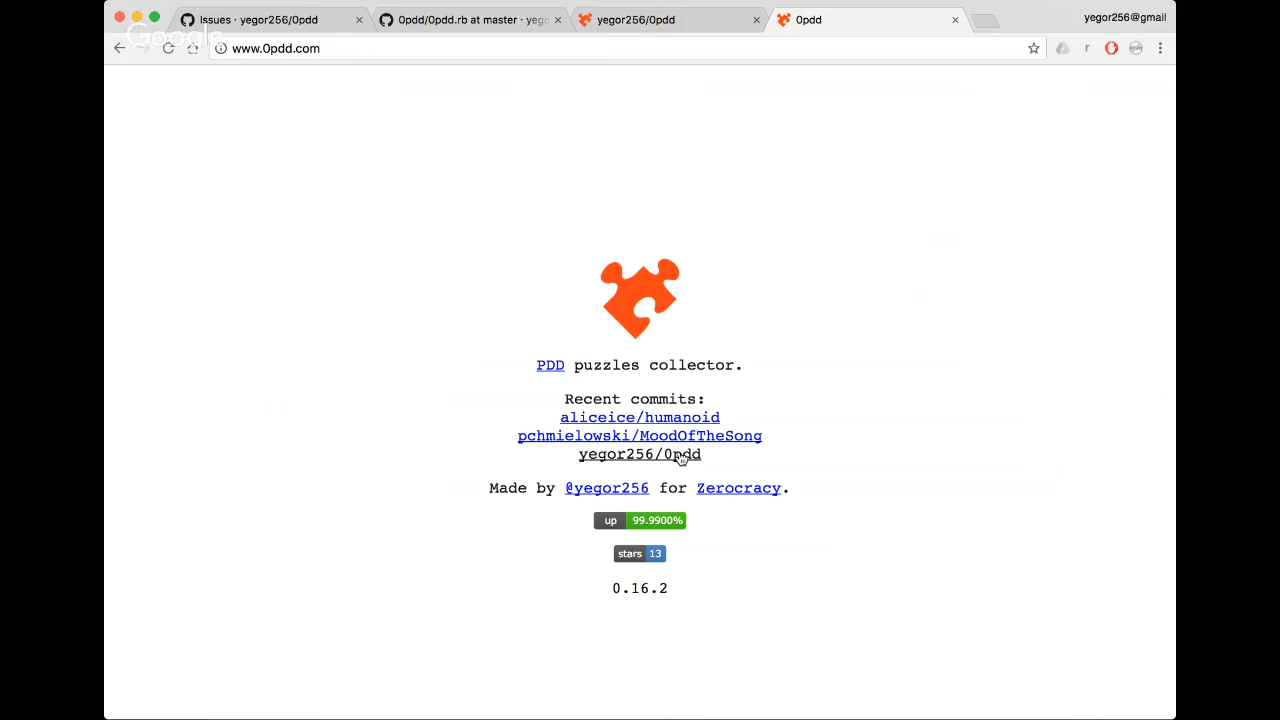 Issues · yegor256/0pdd
0pdd/0pdd.rb at master · yego
yegor256/0pdd
0pdd
yegor256@gmail
Google
www.0pdd.com
r
PDD puzzles collector.
Recent commits:
aliceice/humanoid
pchmielowski/MoodOfTheSong
yegor256/0pdd
Made by @yegor256 for Zerocracy.
up 99.9900%
stars 13
0.16.2